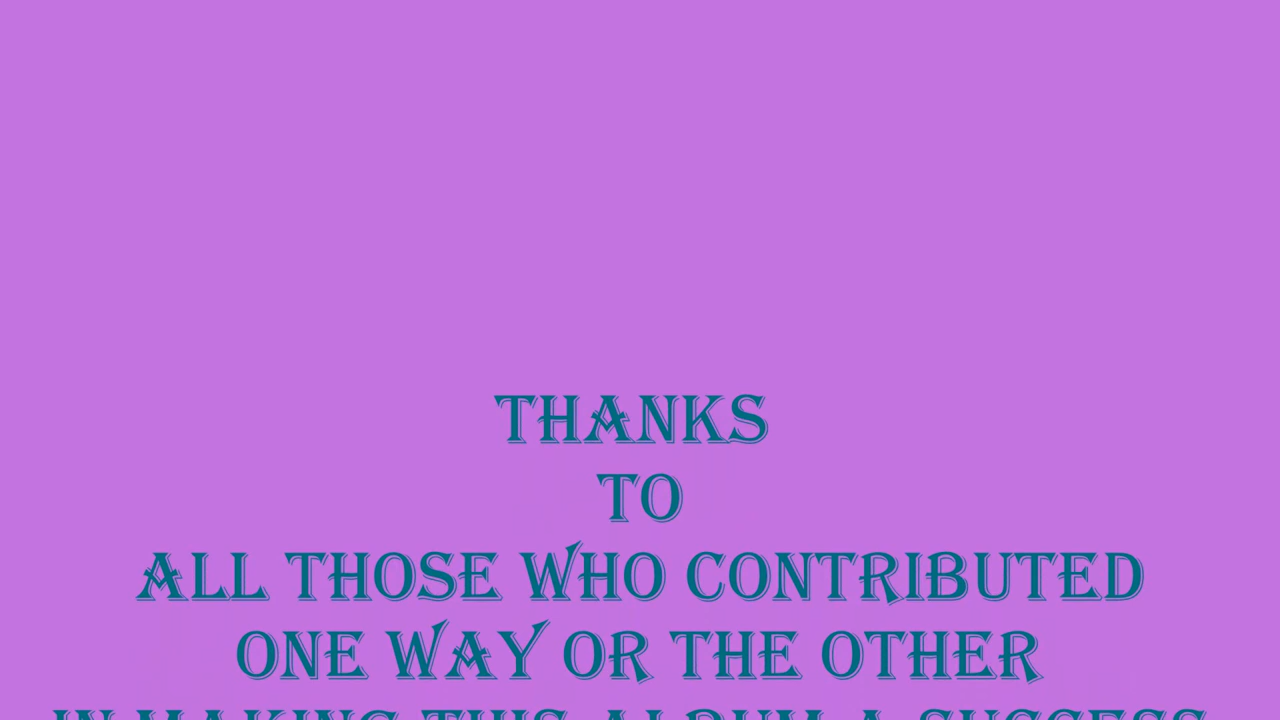 THANKS
TO
ALL THOSE WHO CONTRIBUTED
ONE WAY OR THE OTHER
IN MAKING THIS ALBUM A SUCCESS